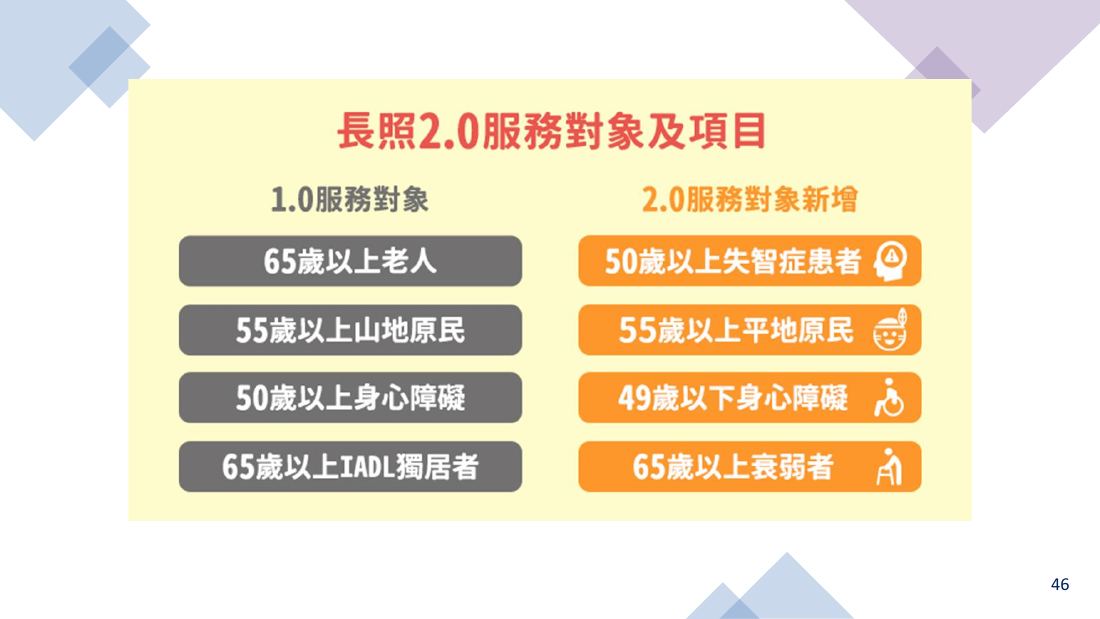 長照2.0服務對象及項目
1.0服務對象
65歲以上老人
55歲以上山地原民
50歲以上身心障礙
65歲以上IADL獨居者
2.0服務對象新增
50歲以上失智症患者
55歲以上平地原民
49歲以下身心障礙
65歲以上衰弱者
46